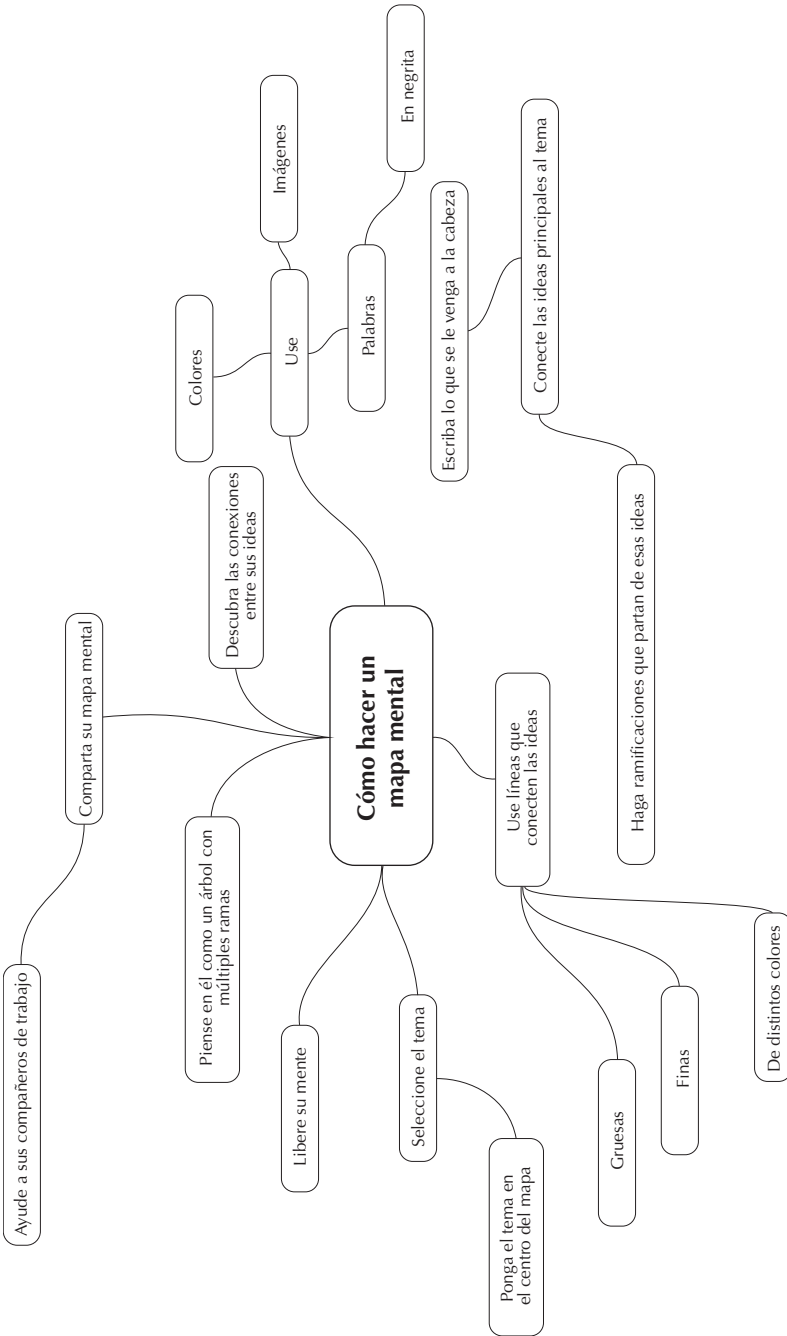 Ayude a sus compañeros de trabajo
Comparta su mapa mental
Piense en él como un árbol con
múltiples ramas
Descubra las conexiones
entre sus ideas
Colores
Imágenes
Use
Palabras
En negrita
Libere su mente
Cómo hacer un
mapa mental
Seleccione el tema
Ponga el tema en
el centro del mapa
Use líneas que
conecten las ideas
Gruesas
Finas
De distintos colores
Escriba lo que se le venga a la cabeza
Conecte las ideas principales al tema
Haga ramificaciones que partan de esas ideas